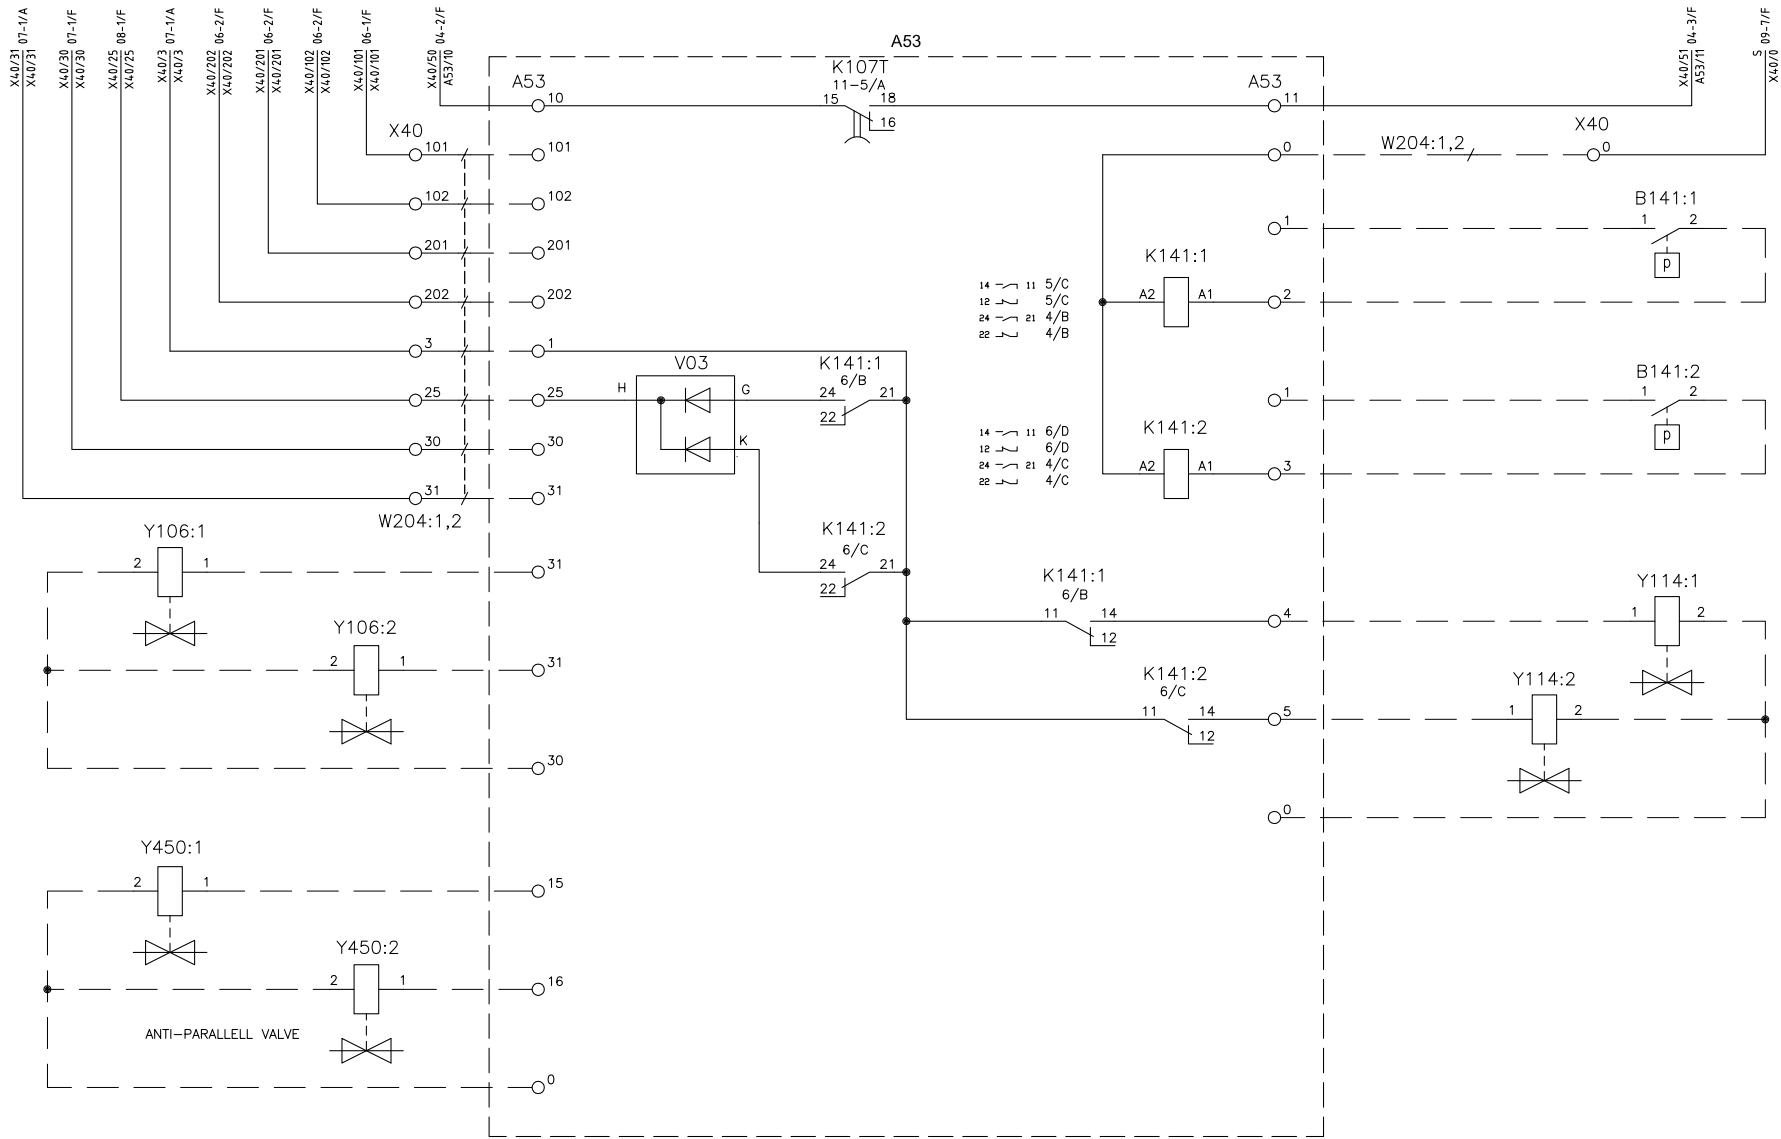 X40/31 07-1/A
X40/31
X40/30 07-1/F
X40/30
X40/25 08-1/F
X40/25
X40/3 07-1/A
X40/3
X40/202 06-2/F
X40/202
X40/201 06-2/F
X40/201
X40/102 06-2/F
X40/102
X40/101 06-1/F
X40/101
X40/50 04-2/F
A53/10
X40/51 04-3/F
A53/11
S 09-7/F
X40/0
A53
A53
K107T
11-5/A
A53
10
15
18
16
11
X40
101
101
102
102
201
201
202
202
3
1
25
25
30
30
31
31
W204:1,2
0
W204:1,2
X40
0
1
B141:1
1
2
p
K141:1
14 11 5/C
12 5/C
24 21 4/B
22 4/B
A2
A1
2
V03
H
G
K
K141:1
6/B
24
21
22
1
B141:2
1
2
p
K141:2
14 11 6/D
12 6/D
24 21 4/C
22 4/C
A2
A1
3
K141:2
6/C
24
21
22
Y106:1
2
1
31
Y106:2
2
1
31
30
K141:1
6/B
11
14
12
4
Y114:1
1
2
K141:2
6/C
11
14
12
5
Y114:2
1
2
0
Y450:1
2
1
15
Y450:2
2
1
16
ANTI-PARALLELL VALVE
0